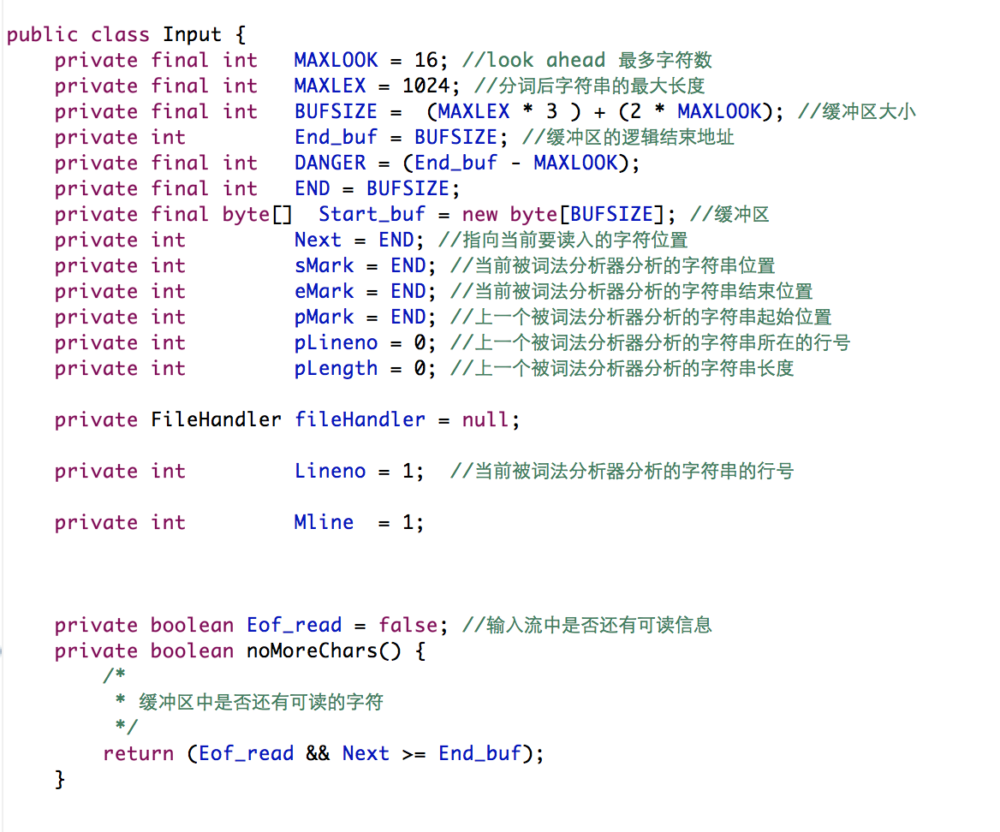 public class Input {
    private final int   MAXLOOK = 16; //look ahead 最多字符数
    private final int   MAXLEX = 1024; //分词后字符串的最大长度
    private final int   BUFSIZE =  (MAXLEX * 3 ) + (2 * MAXLOOK); //缓冲区大小
    private int         End_buf = BUFSIZE; //缓冲区的逻辑结束地址
    private final int   DANGER = (End_buf - MAXLOOK);
    private final int   END = BUFSIZE;
    private final byte[]  Start_buf = new byte[BUFSIZE]; //缓冲区
    private int         Next = END; //指向当前要读入的字符位置
    private int         sMark = END; //当前被词法分析器分析的字符串位置
    private int         eMark = END; //当前被词法分析器分析的字符串结束位置
    private int         pMark = END; //上一个被词法分析器分析的字符串起始位置
    private int         pLineno = 0; //上一个被词法分析器分析的字符串所在的行号
    private int         pLength = 0; //上一个被词法分析器分析的字符串长度
    private FileHandler fileHandler = null;
    private int         Lineno = 1;  //当前被词法分析器分析的字符串的行号
    private int         Mline  = 1;
    private boolean Eof_read = false; //输入流中是否还有可读信息
    private boolean noMoreChars() {
        /*
         * 缓冲区中是否还有可读的字符
         */
        return (Eof_read && Next >= End_buf);
    }